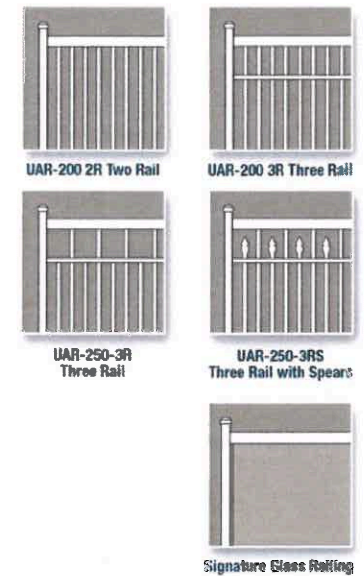 UAR-200 2R Two Rail
UAR-200 3R Three Rail
UAR-250-3R
Three Rail
UAR-250-3RS
Three Rail with Spears
Signature Glass Railing